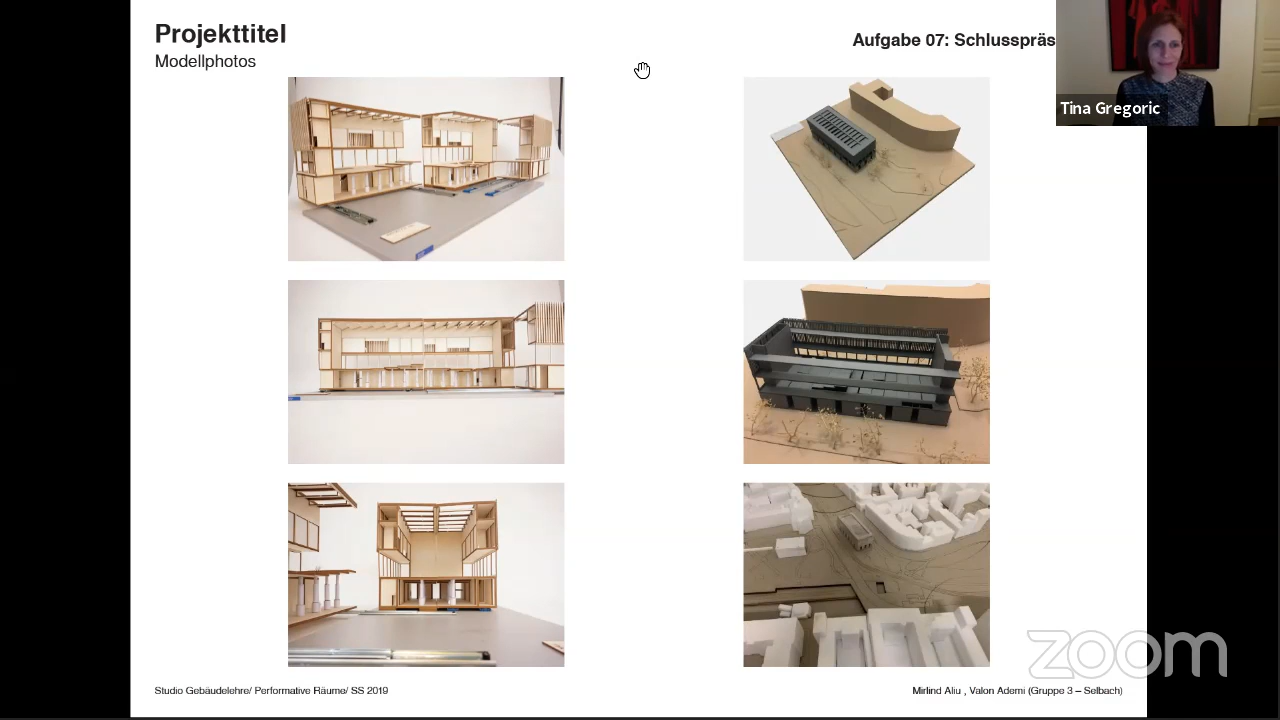 Projekttitel
Modellphotos
Aufgabe 07: Schlussspräs
Tina Gregoric
zoom
Studio Gebäudelehre/ Performative Räume/ SS 2019
Mirlind Aliu , Valon Ademi (Gruppe 3 – Selbach)